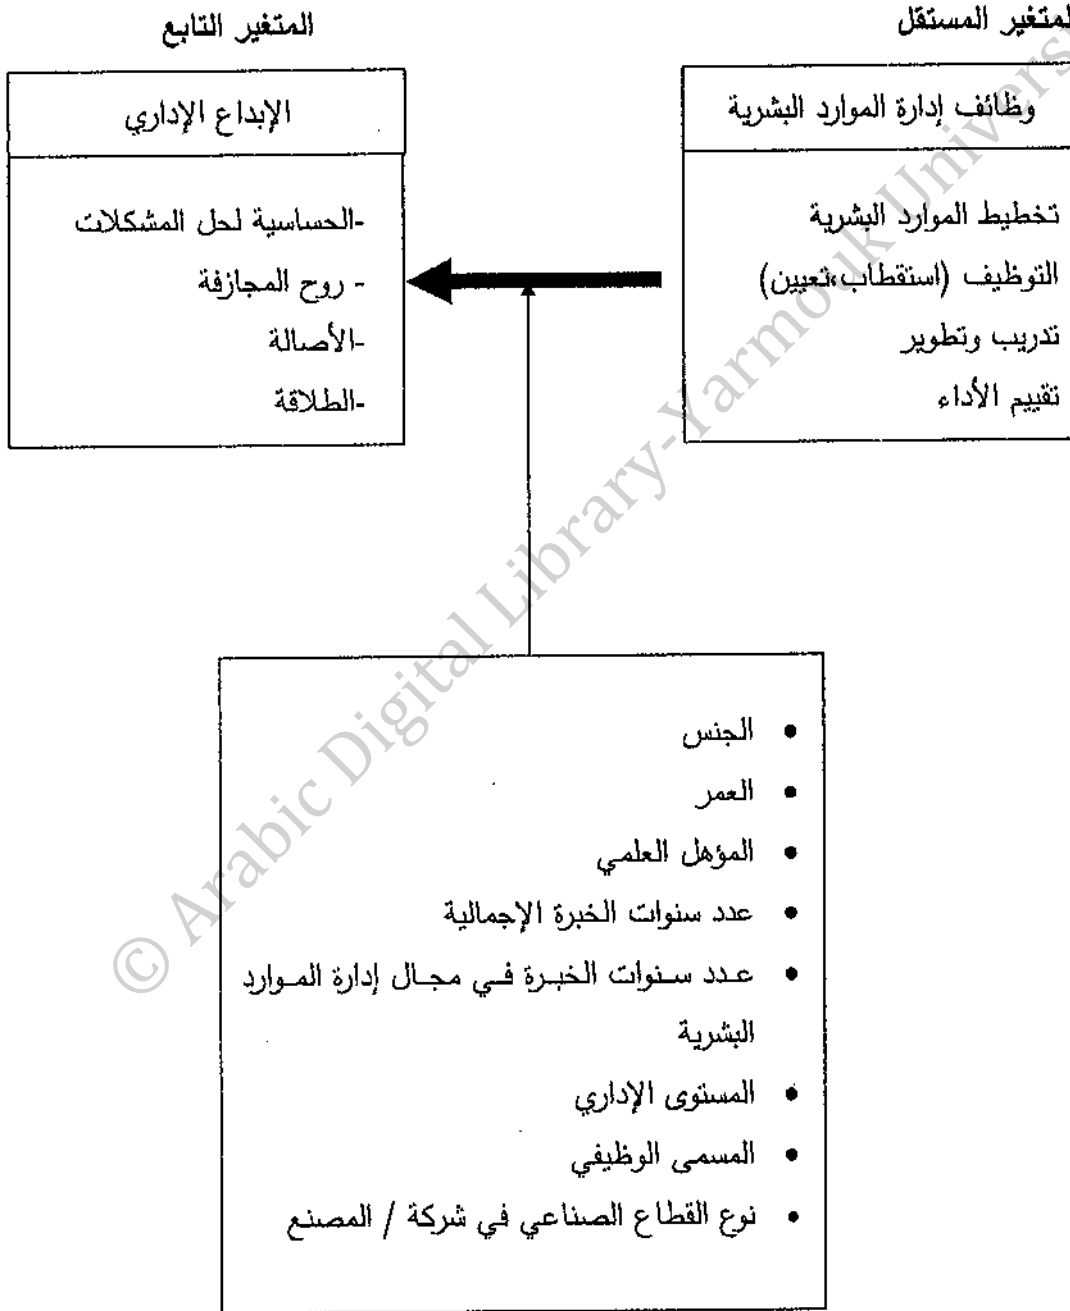 المتغير المستقل
وظائف إدارة الموارد البشرية
تخطيط الموارد البشرية
التوظيف (استقطاب،تعيين)
تدريب وتطوير
تقييم الأداء
المتغير التابع
الإبداع الإداري
-الحساسية لحل المشكلات
- روح المجازفة
-الأصالة
-الطلاقة
• الجنس
• العمر
• المؤهل العلمي
• عدد سنوات الخبرة الإجمالية
• عدد سنوات الخبرة في مجال إدارة الموارد
البشرية
• المستوى الإداري
• المسمى الوظيفي
• نوع القطاع الصناعي في شركة / المصنع
© Arabic Digital Library-Yarmouk Universi